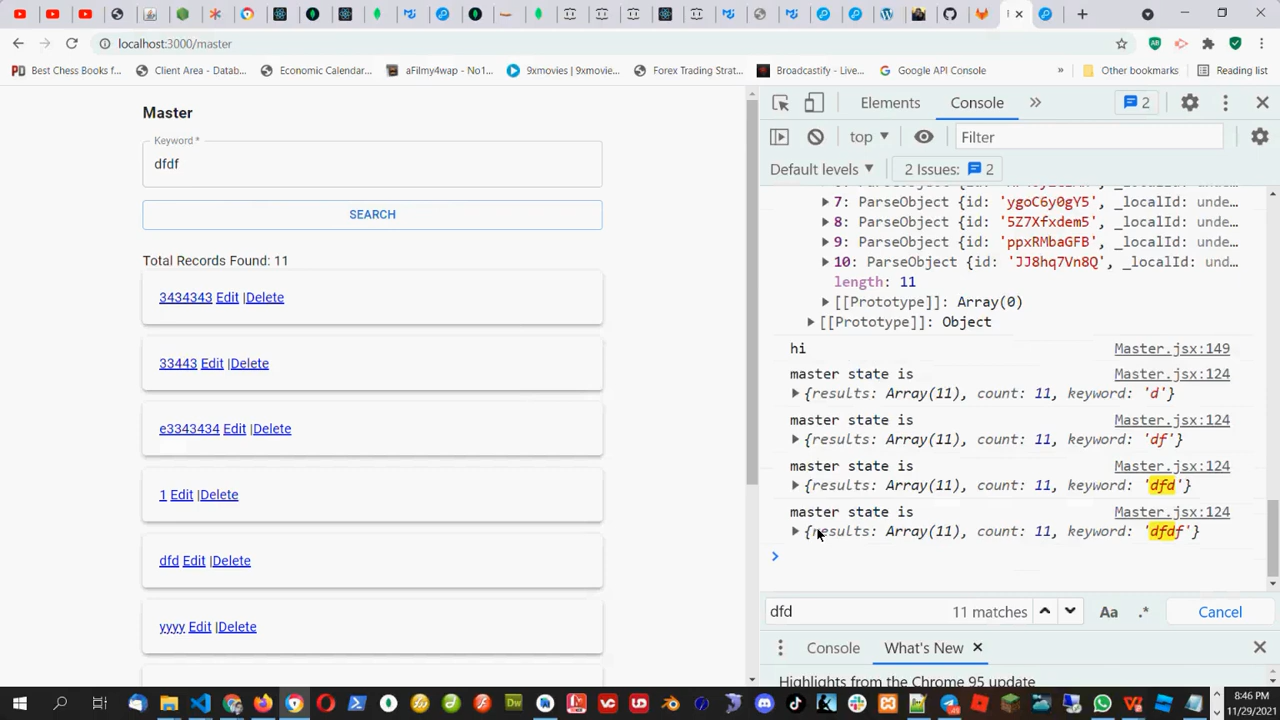 localhost:3000/master
Best Chess Books f...
Client Area - Datab...
Economic Calendar...
aFilmy4wap - No1...
9xmovies | 9xmovie...
Forex Trading Strat...
Broadcastify - Live...
Google API Console
»
Other bookmarks
Reading list
Master
Keyword *
dfdf
SEARCH
Total Records Found: 11
3434343 Edit |Delete
33443 Edit |Delete
e3343434 Edit |Delete
1 Edit |Delete
dfd Edit |Delete
yyyy Edit |Delete
Elements
Console
»
2
top
Filter
Default levels
2 Issues: 2
7: ParseObject {id: 'ygoC6y0gY5', _localId: unde...
8: ParseObject {id: '5Z7Xfxdem5', _localId: unde...
9: ParseObject {id: 'ppxRMbaGFB', _localId: unde...
10: ParseObject {id: 'JJ8hq7Vn8Q', _localId: und...
length: 11
[[Prototype]]: Array(0)
[[Prototype]]: Object
hi Master.jsx:149
master state is Master.jsx:124
{results: Array(11), count: 11, keyword: 'd'}
master state is Master.jsx:124
{results: Array(11), count: 11, keyword: 'df'}
master state is Master.jsx:124
{results: Array(11), count: 11, keyword: 'dfd'}
master state is Master.jsx:124
{results: Array(11), count: 11, keyword: 'dfdf'}
dfd
11 matches
Aa
.*
Cancel
Console
What's New
Highlights from the Chrome 95 update
8:46 PM
11/29/2021